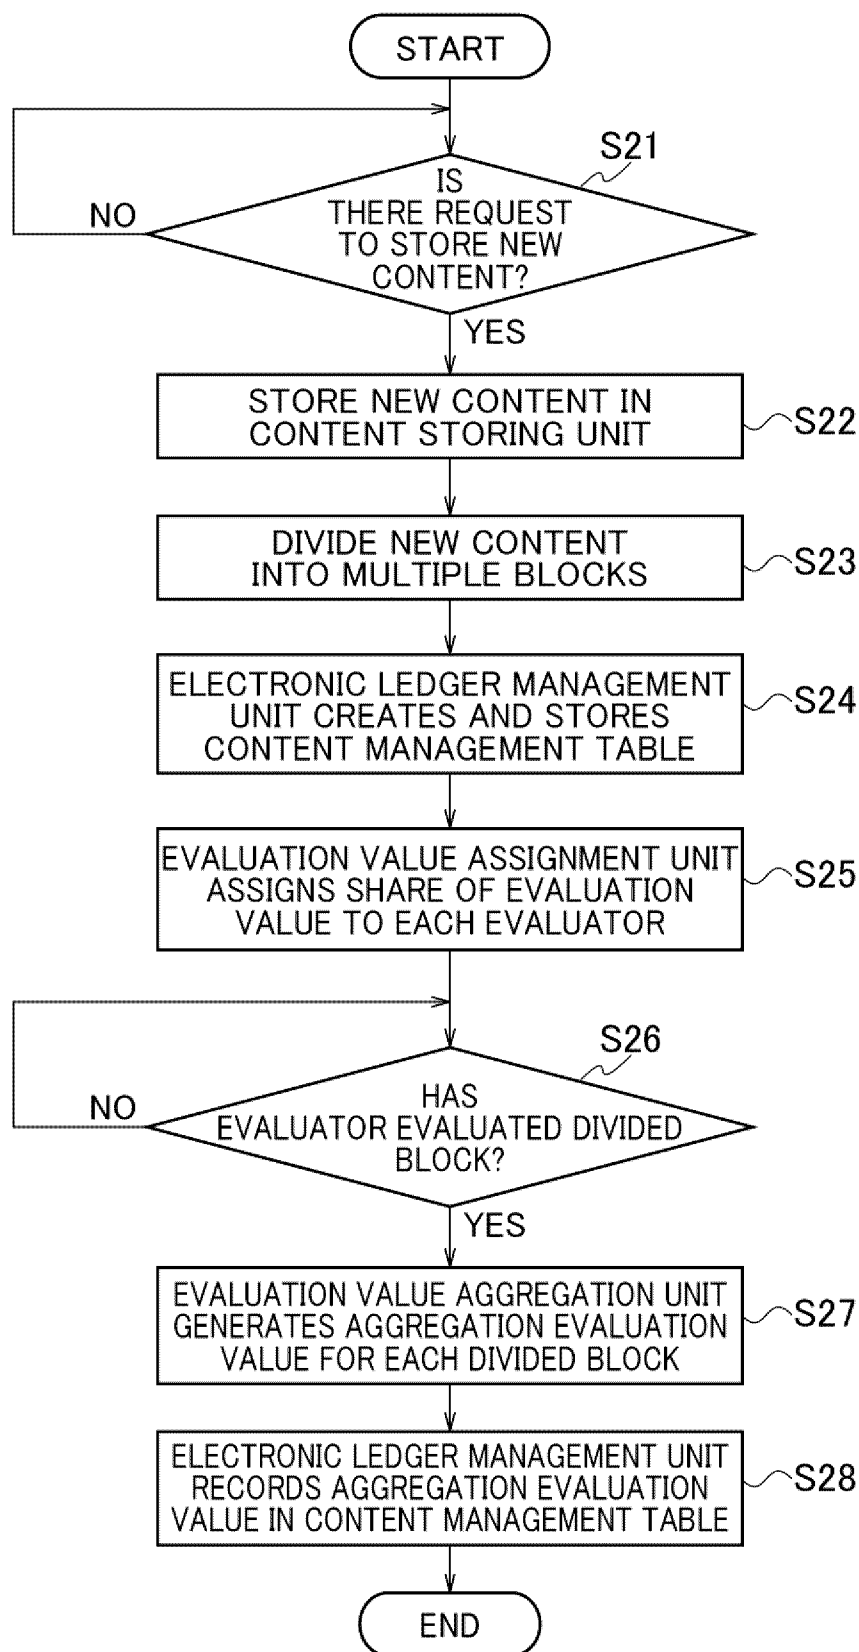 START
S21
IS
THERE REQUEST
TO STORE NEW
CONTENT?
NO
YES
STORE NEW CONTENT IN
CONTENT STORING UNIT
S22
DIVIDE NEW CONTENT
INTO MULTIPLE BLOCKS
S23
ELECTRONIC LEDGER MANAGEMENT
UNIT CREATES AND STORES
CONTENT MANAGEMENT TABLE
S24
EVALUATION VALUE ASSIGNMENT UNIT
ASSIGNS SHARE OF EVALUATION
VALUE TO EACH EVALUATOR
S25
S26
HAS
EVALUATOR EVALUATED DIVIDED
BLOCK?
NO
YES
EVALUATION VALUE AGGREGATION UNIT
GENERATES AGGREGATION EVALUATION
VALUE FOR EACH DIVIDED BLOCK
S27
ELECTRONIC LEDGER MANAGEMENT UNIT
RECORDS AGGREGATION EVALUATION
VALUE IN CONTENT MANAGEMENT TABLE
S28
END